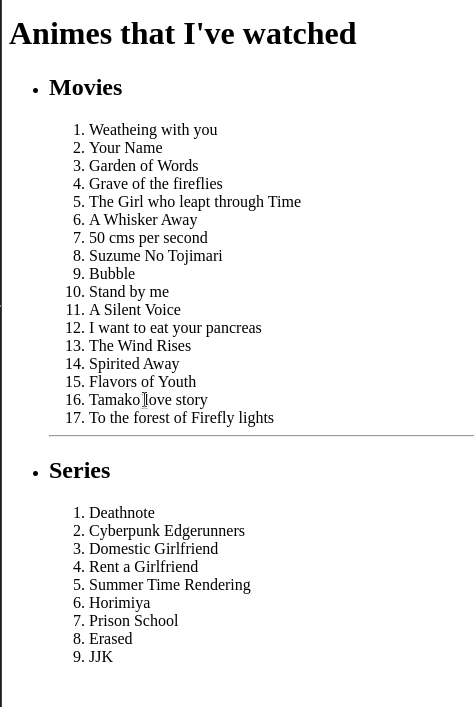 Animes that I've watched
Movies
1. Weatheing with you
2. Your Name
3. Garden of Words
4. Grave of the fireflies
5. The Girl who leapt through Time
6. A Whisker Away
7. 50 cms per second
8. Suzume No Tojimari
9. Bubble
10. Stand by me
11. A Silent Voice
12. I want to eat your pancreas
13. The Wind Rises
14. Spirited Away
15. Flavors of Youth
16. Tamako love story
17. To the forest of Firefly lights
Series
1. Deathnote
2. Cyberpunk Edgerunners
3. Domestic Girlfriend
4. Rent a Girlfriend
5. Summer Time Rendering
6. Horimiya
7. Prison School
8. Erased
9. JJK